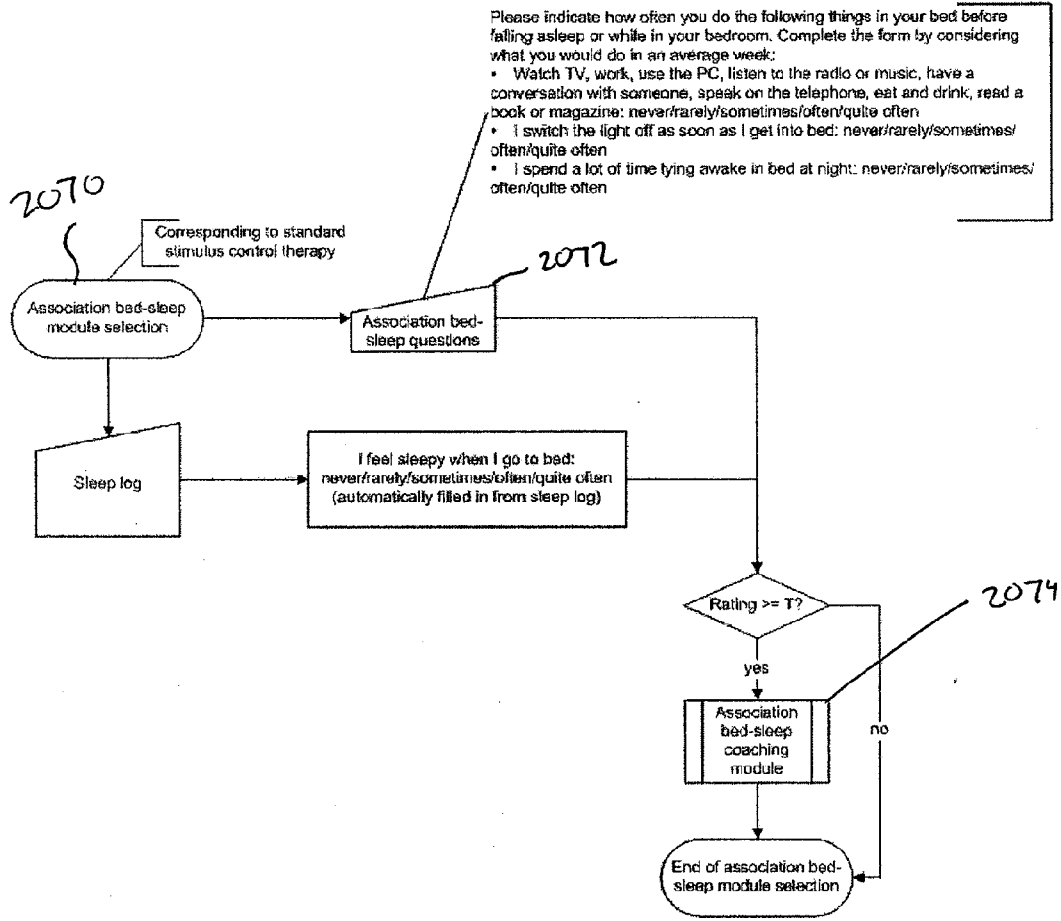 Please indicate how often you do the following things in your bed before
falling asleep or while in your bedroom. Complete the form by considering
what you would do in an average week:
• Watch TV, work, use the PC, listen to the radio or music, have a
conversation with someone, speak on the telephone, eat and drink, read a
book or magazine: never/rarely/sometimes/often/quite often
• I switch the light off as soon as I get into bed: never/rarely/sometimes/
often/quite often
• I spend a lot of time lying awake in bed at night: never/rarely/sometimes/
often/quite often
2070
Corresponding to standard
stimulus control therapy
2072
Association bed-sleep
module selection
Association bed-
sleep questions
Sleep log
I feel sleepy when I go to bed:
never/rarely/sometimes/often/quite often
(automatically filled in from sleep log)
Rating >= T?
2074
yes
Association
bed-sleep
coaching
module
no
End of association bed-
sleep module selection